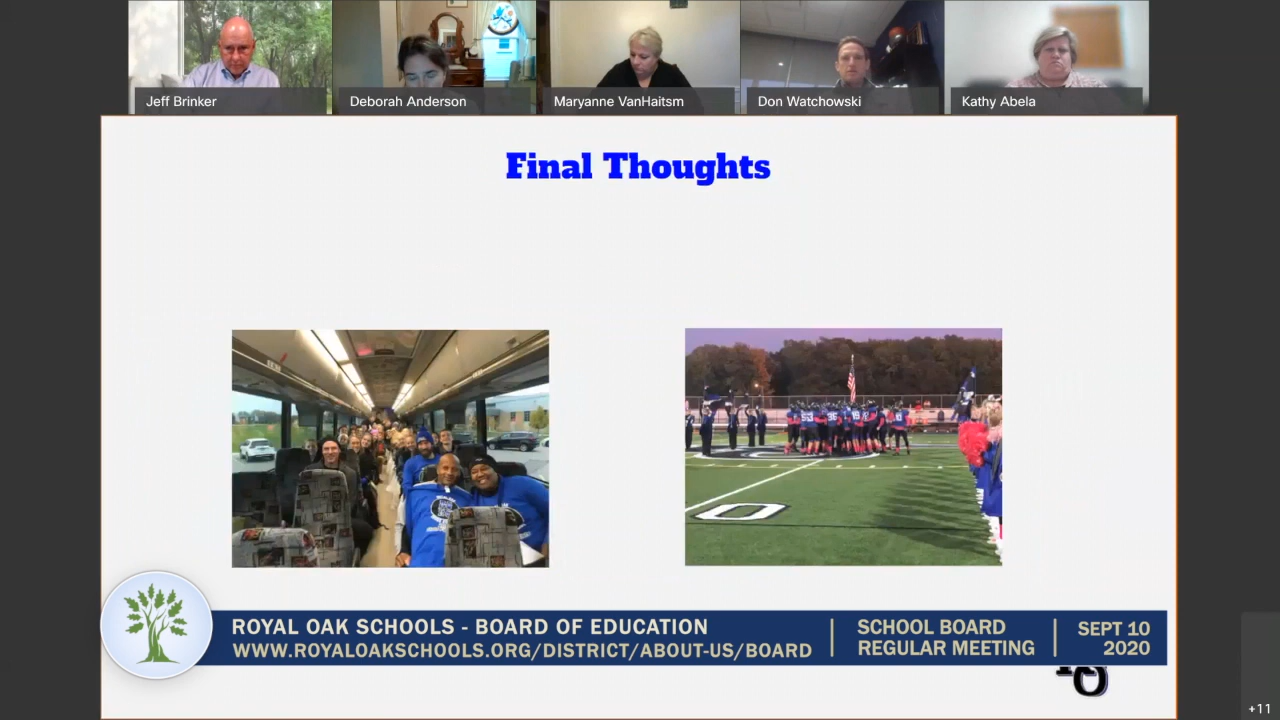 Jeff Brinker
Deborah Anderson
Maryanne VanHaitsm
Don Watchowski
Kathy Abela
Final Thoughts
ROYAL OAK SCHOOLS - BOARD OF EDUCATION
WWW.ROYALOAKSCHOOLS.ORG/DISTRICT/ABOUT-US/BOARD
SCHOOL BOARD
REGULAR MEETING
SEPT 10
2020
+11